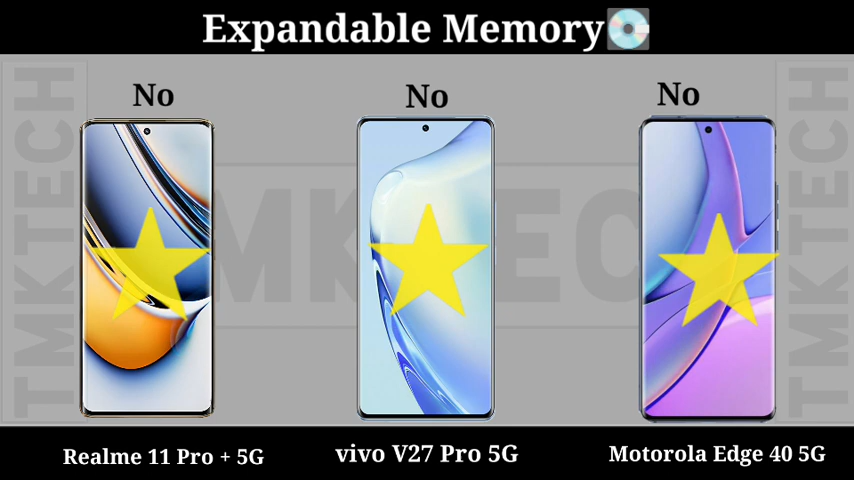 Expandable Memory
No
No
No
TMKTECH
TMKTECH
TMKTECH
Realme 11 Pro + 5G
vivo V27 Pro 5G
Motorola Edge 40 5G